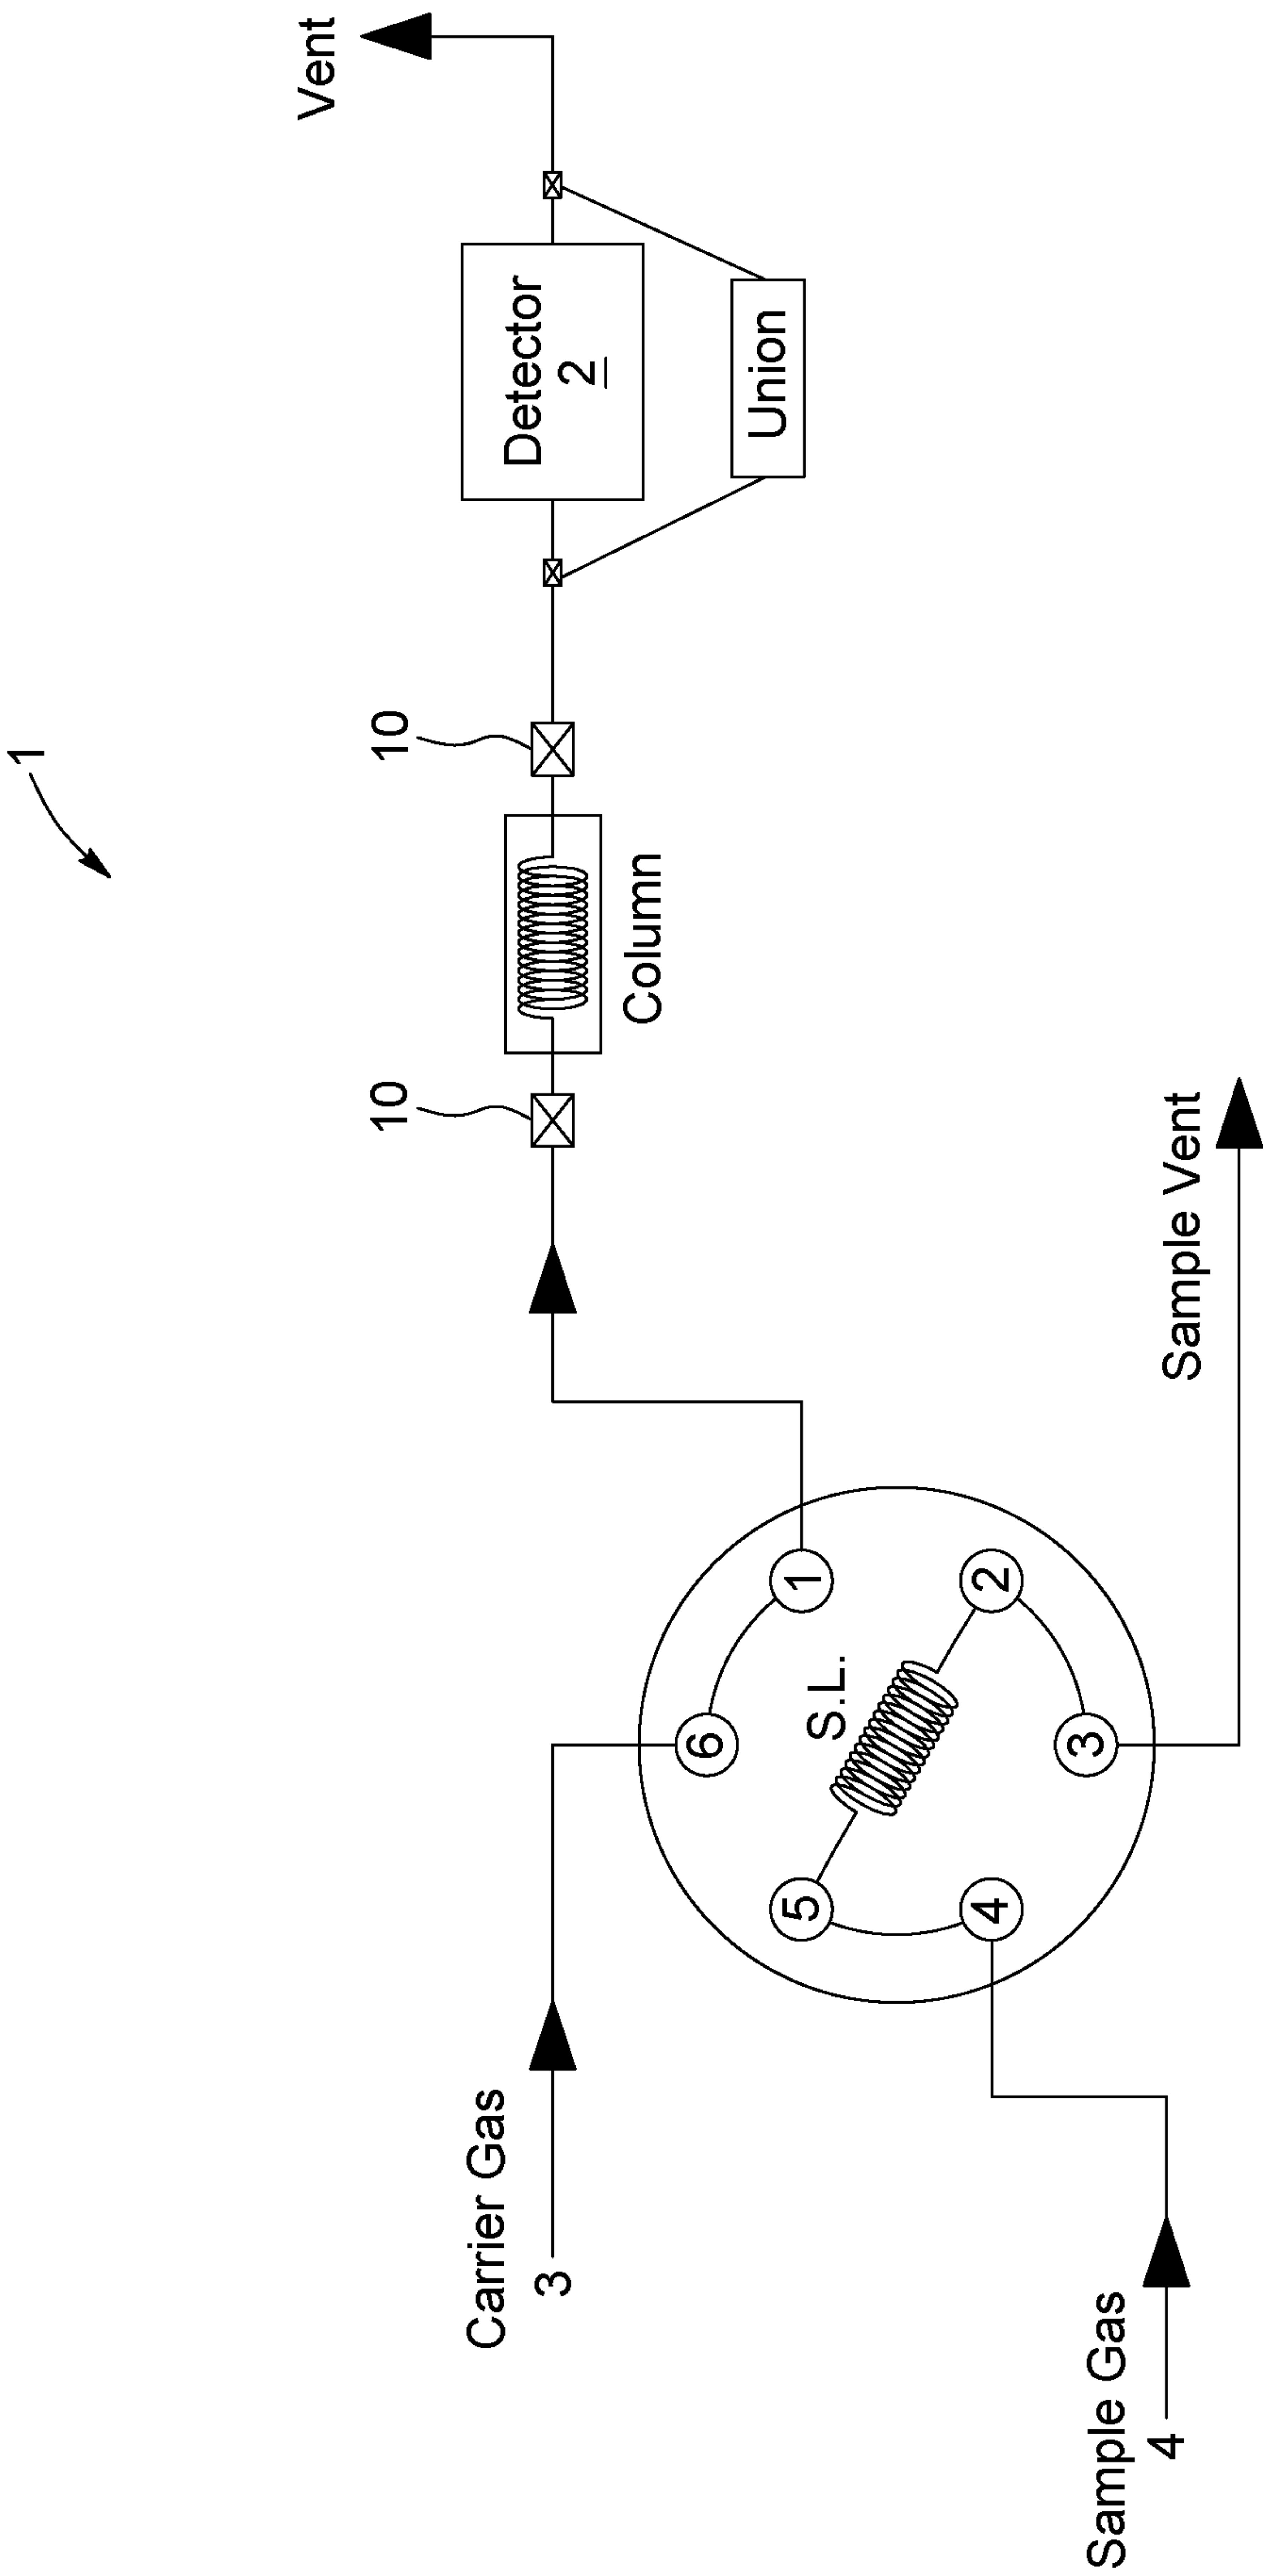 1
Vent
Detector
2
Union
10
10
Column
Carrier Gas
3
6
1
S.L.
5
2
4
3
Sample Vent
Sample Gas
4